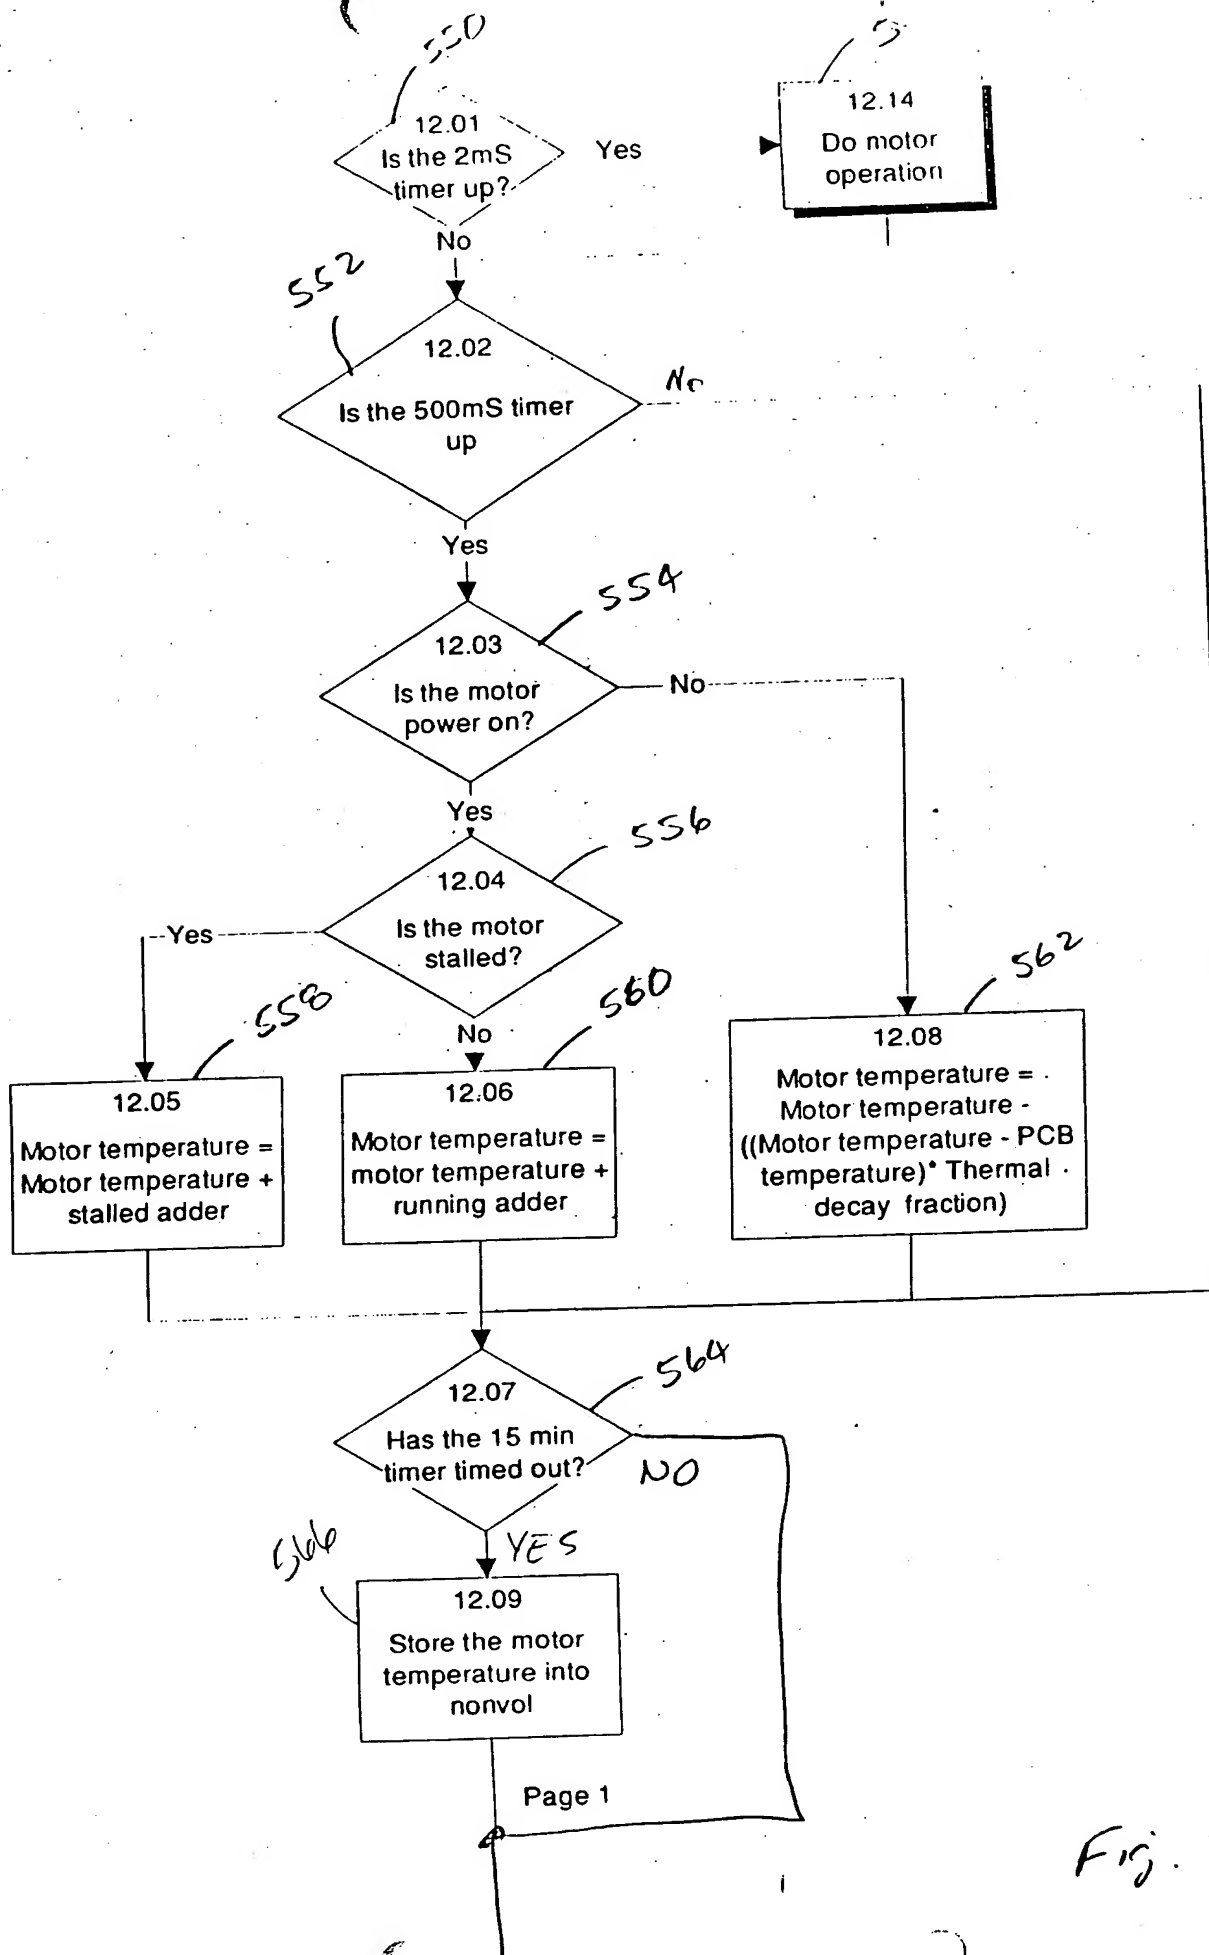 550
12.01
Is the 2mS
timer up?
Yes
No
12.14
Do motor
operation
552
12.02
Is the 500mS timer
up
No
Yes
554
12.03
Is the motor
power on?
No
Yes
556
12.04
Is the motor
stalled?
Yes
No
558
12.05
Motor temperature =
Motor temperature +
stalled adder
560
12.06
Motor temperature =
motor temperature +
running adder
562
12.08
Motor temperature =
Motor temperature -
((Motor temperature - PCB
temperature)* Thermal
decay fraction)
564
12.07
Has the 15 min
timer timed out?
NO
YES
566
12.09
Store the motor
temperature into
nonvol
Page 1
Fig.